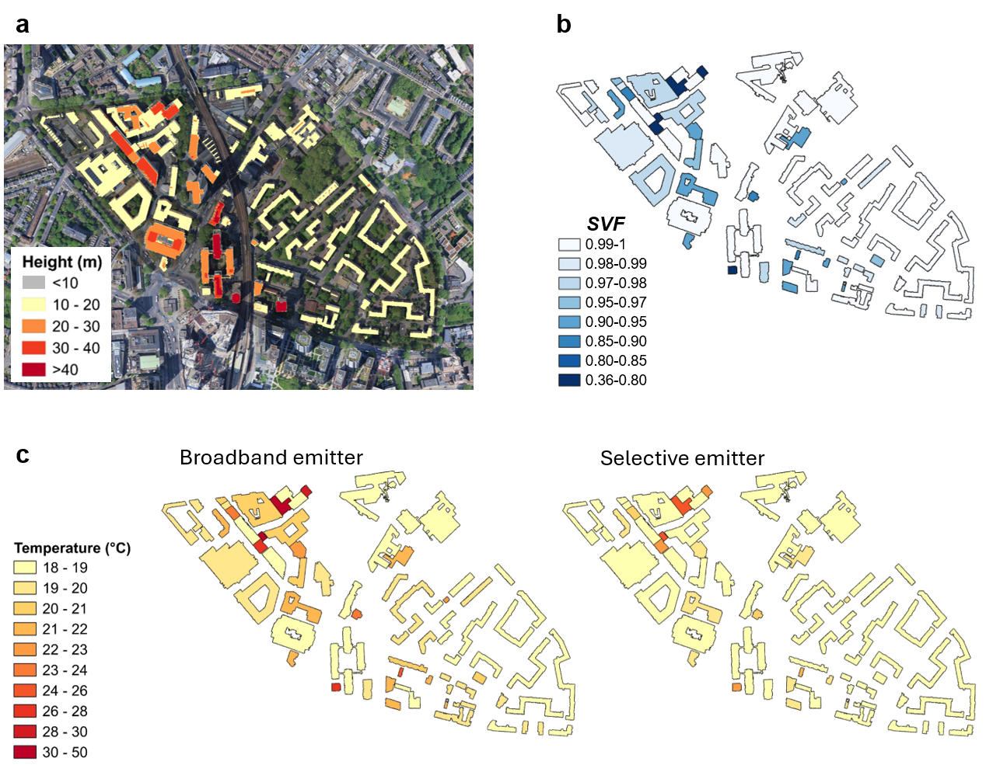 a
b
Height (m)
<10
10 - 20
20 - 30
30 - 40
>40
SVF
0.99-1
0.98-0.99
0.97-0.98
0.95-0.97
0.90-0.95
0.85-0.90
0.80-0.85
0.36-0.80
c
Broadband emitter
Selective emitter
Temperature (°C)
18 - 19
19 - 20
20 - 21
21 - 22
22 - 23
23 - 24
24 - 26
26 - 28
28 - 30
30 - 50